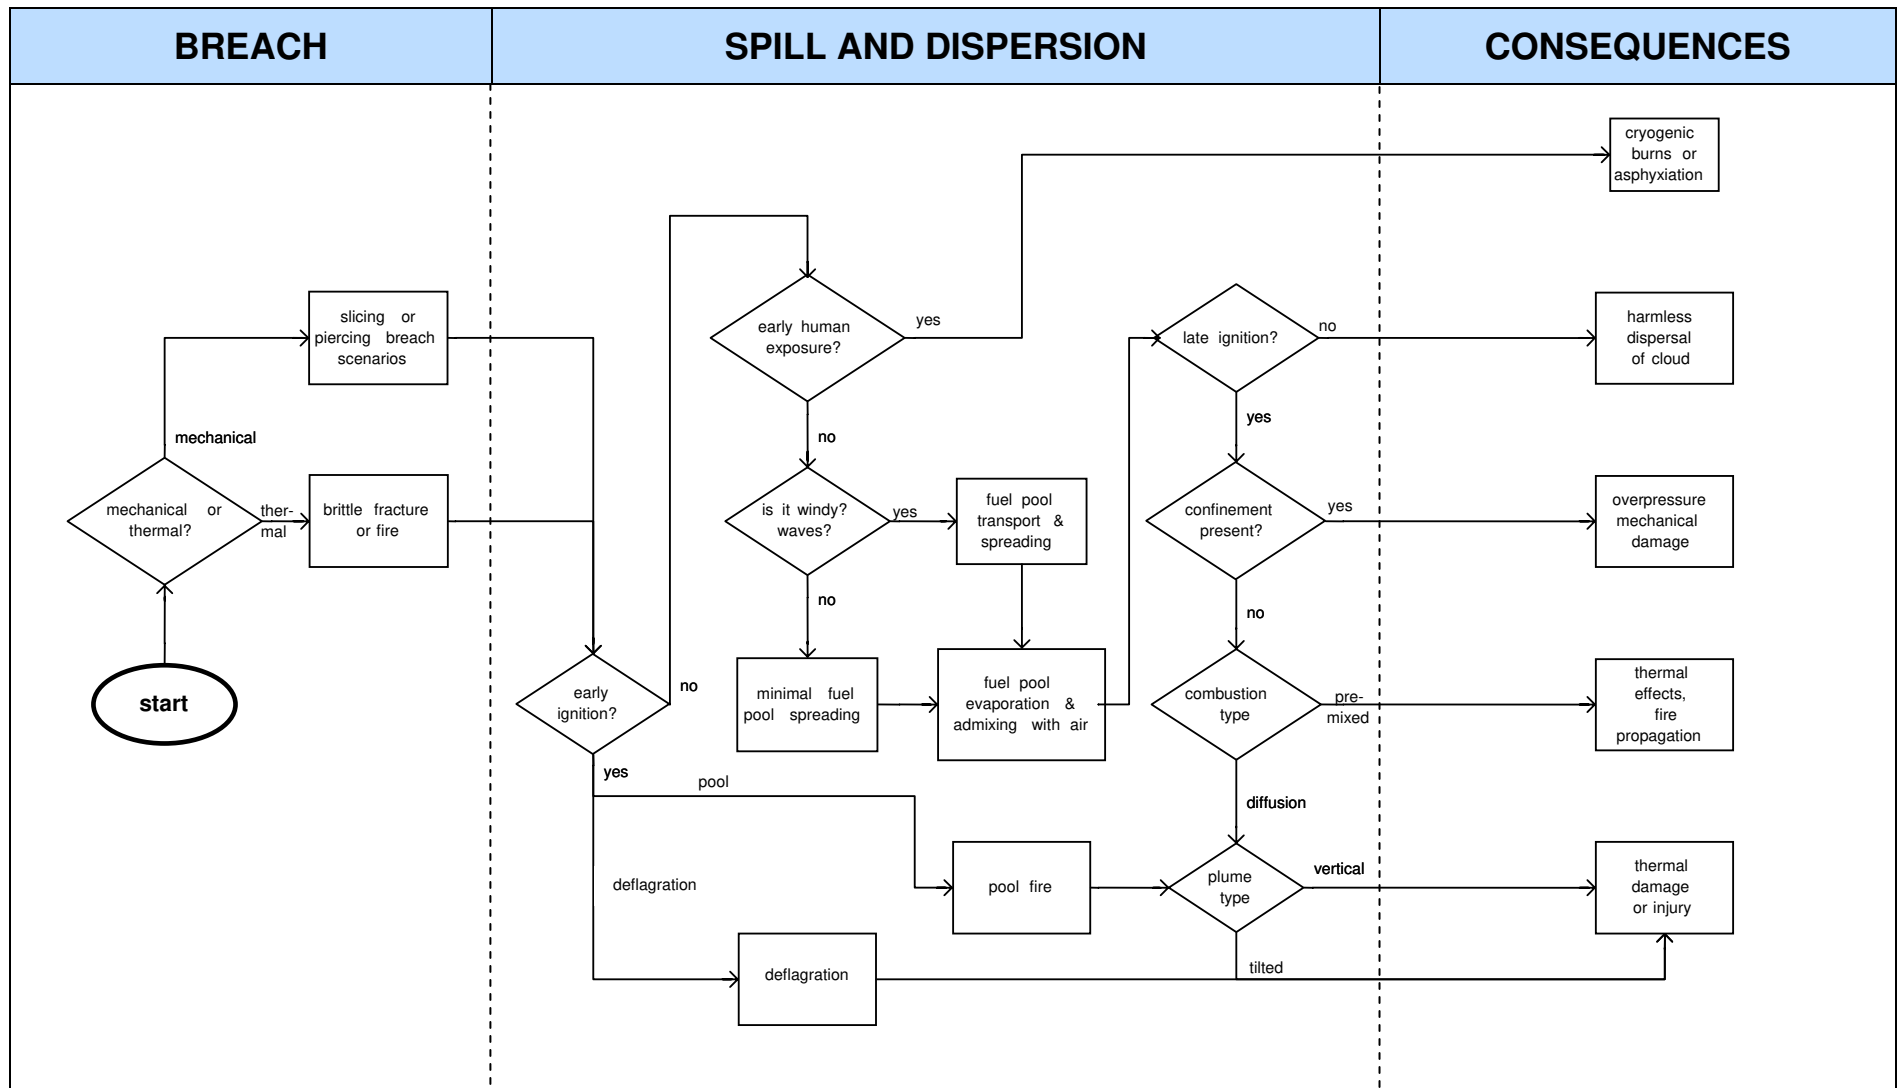 BREACH
SPILL AND DISPERSION
CONSEQUENCES
cryogenic
burns or
asphyxiation
slicing or
piercing breach
scenarios
early human
exposure?
yes
late ignition?
no
harmless
dispersal
of cloud
mechanical
no
yes
mechanical or
thermal?
ther-
mal
brittle fracture
or fire
is it windy?
waves?
yes
fuel pool
transport &
spreading
confinement
present?
yes
overpressure
mechanical
damage
no
no
start
early
ignition?
no
minimal fuel
pool spreading
fuel pool
evaporation &
admixing with air
combustion
type
pre-
mixed
thermal
effects,
fire
propagation
yes
pool
diffusion
deflagration
pool fire
plume
type
vertical
thermal
damage
or injury
deflagration
tilted